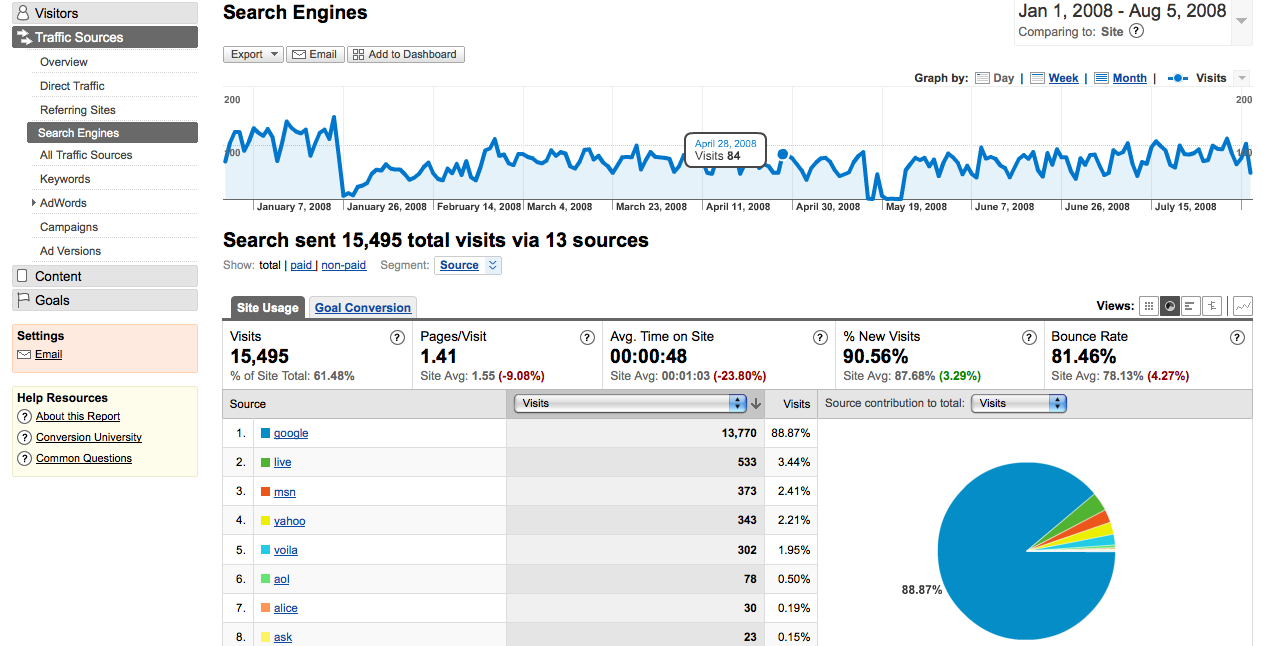 Visitors
Traffic Sources
Overview
Direct Traffic
Referring Sites
Search Engines
All Traffic Sources
Keywords
AdWords
Campaigns
Ad Versions
Content
Goals
Settings
Email
Help Resources
? About this Report
? Conversion University
? Common Questions
Search Engines
Jan 1, 2008 - Aug 5, 2008
Comparing to: Site ?
Export Email Add to Dashboard
Graph by: Day | Week | Month | Visits
200 200
100 100
April 28, 2008
Visits 84
January 7, 2008 January 26, 2008 February 14, 2008 March 4, 2008 March 23, 2008 April 11, 2008 April 30, 2008 May 19, 2008 June 7, 2008 June 26, 2008 July 15, 2008
Search sent 15,495 total visits via 13 sources
Show: total | paid | non-paid Segment: Source
Site Usage Goal Conversion Views:
Visits ? Pages/Visit ? Avg. Time on Site ? % New Visits ? Bounce Rate ?
15,495 1.41 00:00:48 90.56% 81.46%
% of Site Total: 61.48% Site Avg: 1.55 (-9.08%) Site Avg: 00:01:03 (-23.80%) Site Avg: 87.68% (3.29%) Site Avg: 78.13% (4.27%)
Source Visits Visits Source contribution to total: Visits
1. google 13,770 88.87%
2. live 533 3.44%
3. msn 373 2.41%
4. yahoo 343 2.21%
5. voila 302 1.95%
6. aol 78 0.50%
7. alice 30 0.19%
8. ask 23 0.15%
88.87%